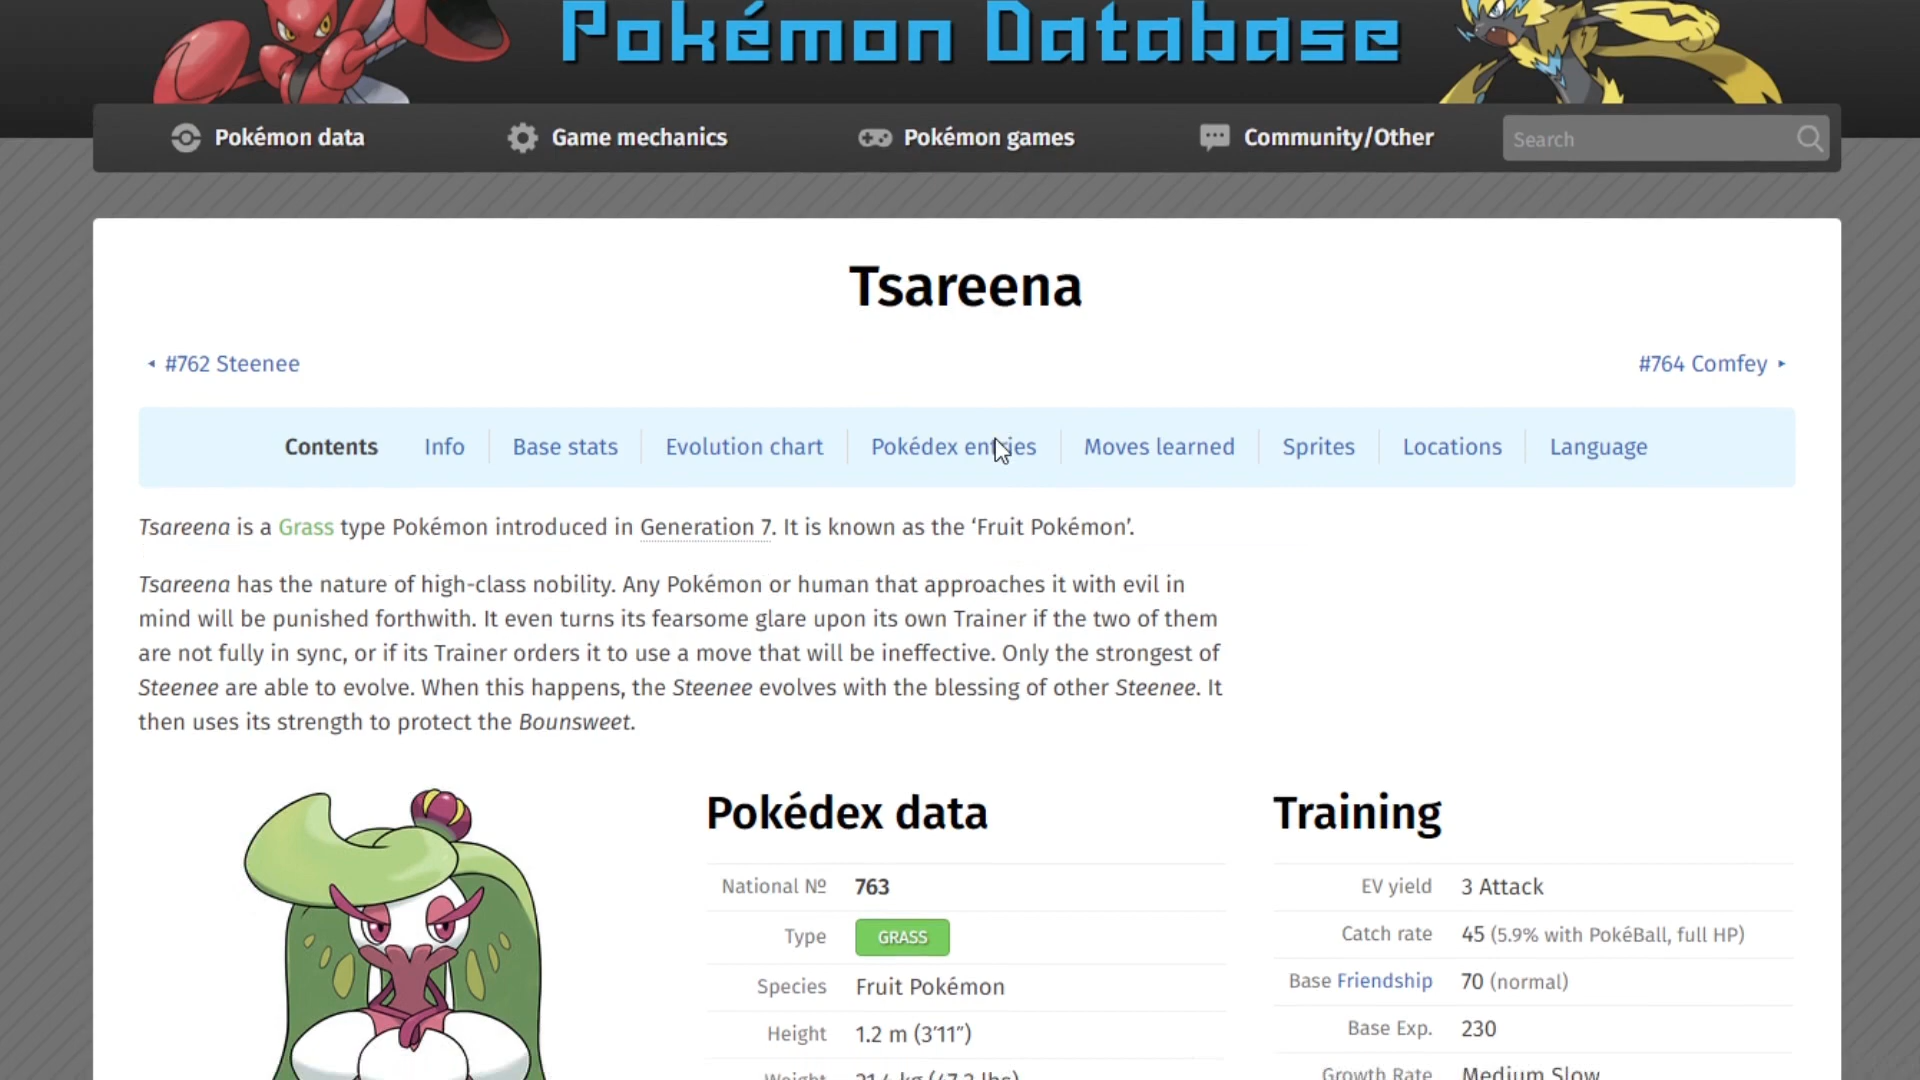 Pokémon Database
Pokémon data
Game mechanics
Pokémon games
Community/Other
Search
Tsareena
#762 Steenee
#764 Comfey
Contents
Info
Base stats
Evolution chart
Pokédex entries
Moves learned
Sprites
Locations
Language
Tsareena is a Grass type Pokémon introduced in Generation 7. It is known as the ‘Fruit Pokémon’.
Tsareena has the nature of high-class nobility. Any Pokémon or human that approaches it with evil in
mind will be punished forthwith. It even turns its fearsome glare upon its own Trainer if the two of them
are not fully in sync, or if its Trainer orders it to use a move that will be ineffective. Only the strongest of
Steenee are able to evolve. When this happens, the Steenee evolves with the blessing of other Steenee. It
then uses its strength to protect the Bounsweet.
Pokédex data
National № 763
Type GRASS
Species Fruit Pokémon
Height 1.2 m (3′11″)
Weight 21.4 kg (47.2 lbs)
Training
EV yield 3 Attack
Catch rate 45 (5.9% with PokéBall, full HP)
Base Friendship 70 (normal)
Base Exp. 230
Growth Rate Medium Slow